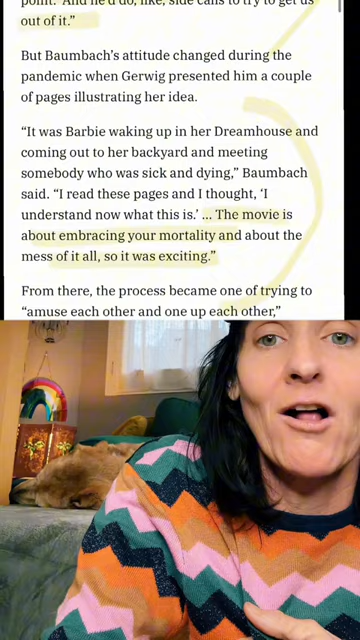 point. And he'd do, like, side calls to try to get us
out of it."
But Baumbach's attitude changed during the
pandemic when Gerwig presented him a couple
of pages illustrating her idea.
"It was Barbie waking up in her Dreamhouse and
coming out to her backyard and meeting
somebody who was sick and dying," Baumbach
said. "I read these pages and I thought, 'I
understand now what this is.' ... The movie is
about embracing your mortality and about the
mess of it all, so it was exciting."
From there, the process became one of trying to
"amuse each other and one up each other,"